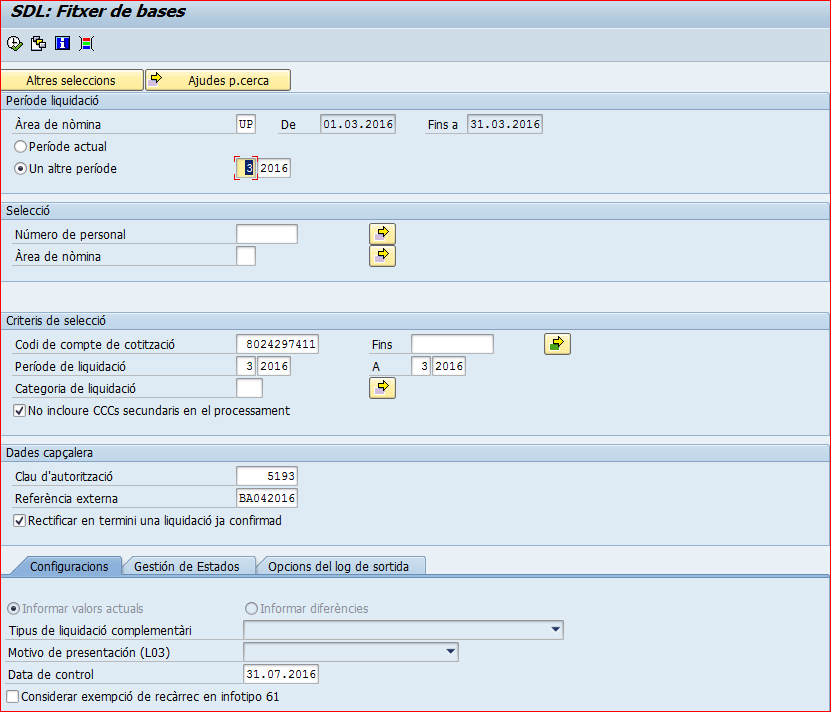 SDL: Fitxer de bases
Altres seleccions Ajudes p.cerca
Període liquidació
Àrea de nòmina UP De 01.03.2016 Fins a 31.03.2016
Període actual
Un altre període 3 2016
Selecció
Número de personal
Àrea de nòmina
Criteris de selecció
Codi de compte de cotització 8024297411 Fins
Període de liquidació 3 2016 A 3 2016
Categoria de liquidació
No incloure CCCs secundaris en el processament
Dades capçalera
Clau d'autorització 5193
Referència externa BA042016
Rectificar en termini una liquidació ja confirmad
Configuracions Gestión de Estados Opcions del log de sortida
Informar valors actuals Informar diferències
Tipus de liquidació complementàri
Motivo de presentación (L03)
Data de control 31.07.2016
Considerar exempció de recàrrec en infotipo 61